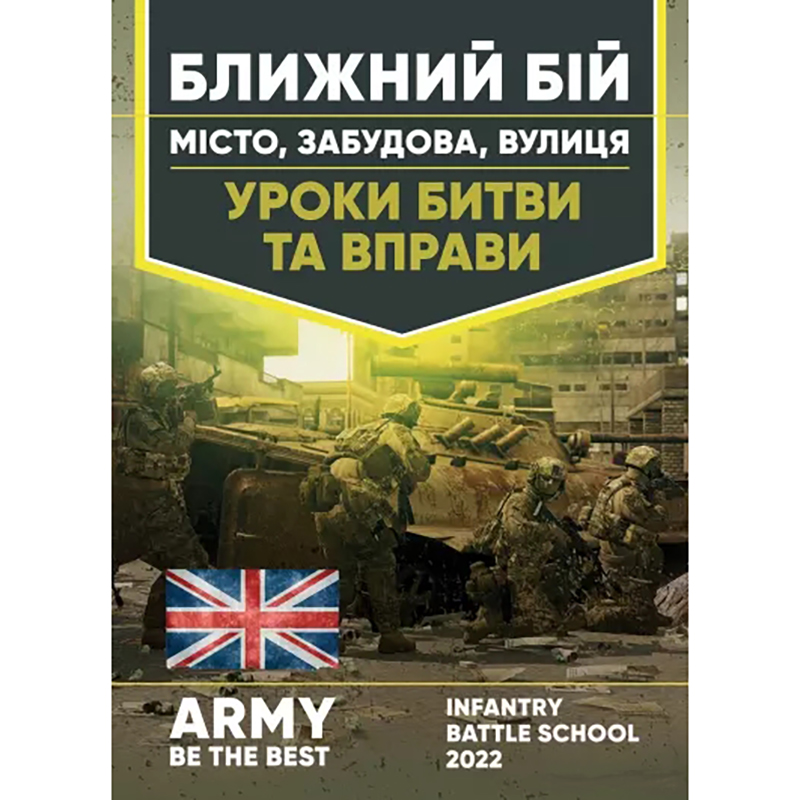 БЛИЖНИЙ БІЙ
МІСТО, ЗАБУДОВА, ВУЛИЦЯ
УРОКИ БИТВИ
ТА ВПРАВИ
ARMY
BE THE BEST
INFANTRY
BATTLE SCHOOL
2022